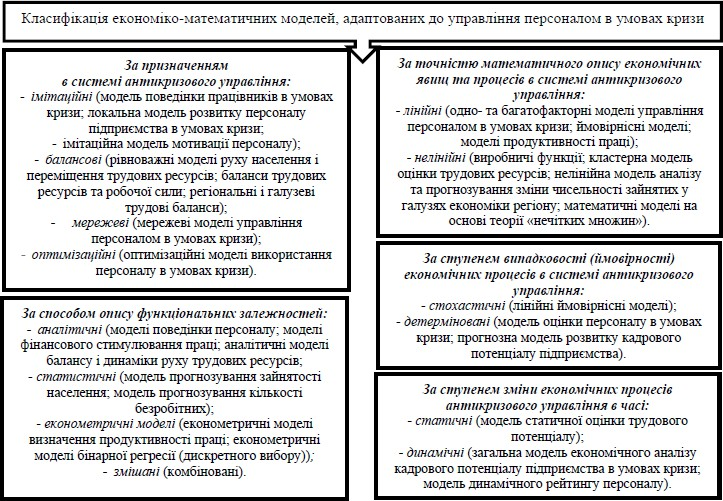 Класифікація економіко-математичних моделей, адаптованих до управління персоналом в умовах кризи
За призначенням
в системі антикризового управління:
- імітаційні (модель поведінки працівників в умовах
кризи; локальна модель розвитку персоналу
підприємства в умовах кризи;
- імітаційна модель мотивації персоналу);
- балансові (рівноважні моделі руху населення і
переміщення трудових ресурсів; баланси трудових
ресурсів та робочої сили; регіональні і галузеві
трудові баланси);
- мережеві (мережеві моделі управління
персоналом в умовах кризи);
- оптимізаційні (оптимізаційні моделі використання
персоналу в умовах кризи).
За способом опису функціональних залежностей:
- аналітичні (моделі поведінки персоналу; моделі
фінансового стимулювання праці; аналітичні моделі
балансу і динаміки руху трудових ресурсів;
- статистичні (модель прогнозування зайнятості
населення; модель прогнозування кількості
безробітних);
- економетричні моделі (економетричні моделі
визначення продуктивності праці; економетричні
моделі бінарної регресії (дискретного вибору));
- змішані (комбіновані).
За точністю математичного опису економічних
явищ та процесів в системі антикризового
управління:
- лінійні (одно- та багатофакторні моделі управління
персоналом в умовах кризи; ймовірнісні моделі;
моделі продуктивності праці);
- нелінійні (виробничі функції; кластерна модель
оцінки трудових ресурсів; нелінійна модель аналізу
та прогнозування зміни чисельності зайнятих у
галузях економіки регіону; математичні моделі на
основі теорії «нечітких множин»).
За ступенем випадковості (ймовірності)
економічних процесів в системі антикризового
управління:
- стохастичні (лінійні ймовірнісні моделі);
- детерміновані (модель оцінки персоналу в умовах
кризи; прогнозна модель розвитку кадрового
потенціалу підприємства).
За ступенем зміни економічних процесів
антикризового управління в часі:
- статичні (модель статичної оцінки трудового
потенціалу);
- динамічні (загальна модель економічного аналізу
кадрового потенціалу підприємства в умовах кризи;
модель динамічного рейтингу персоналу).